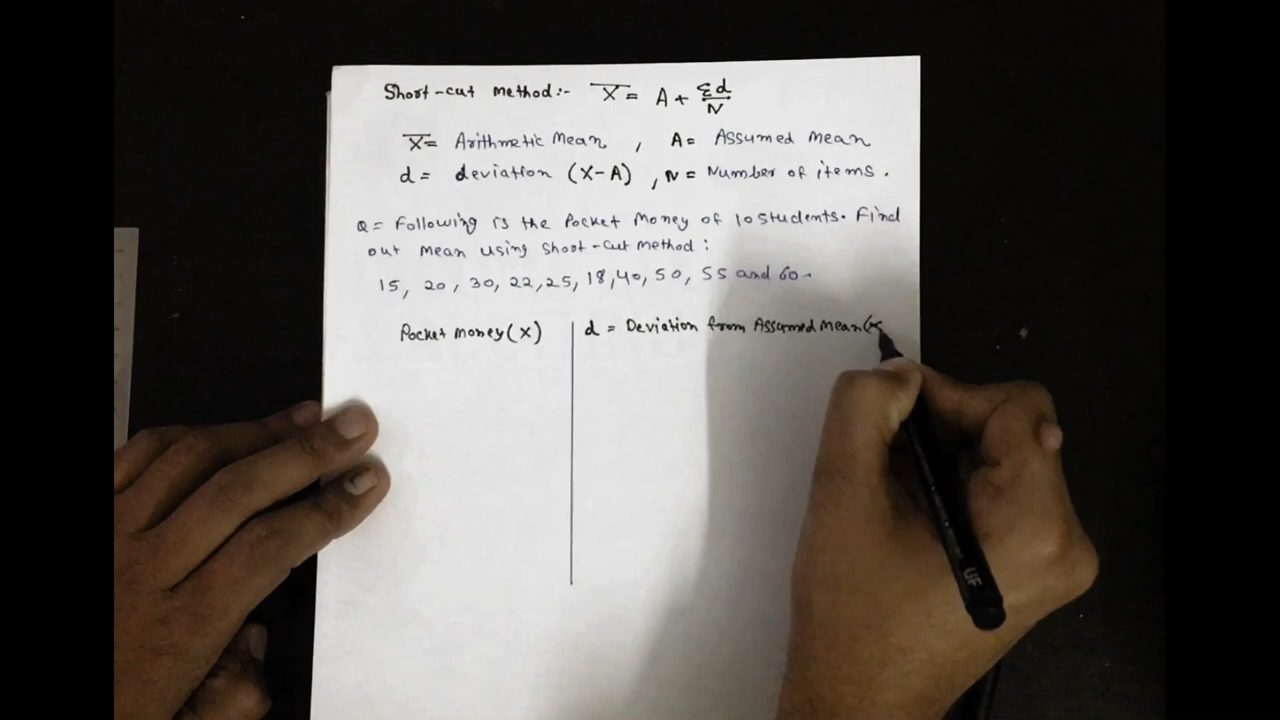 Short-cut method:- X̅ = A + Σd/N
X̅ = Arithmetic Mean , A = Assumed mean
d = deviation (X-A) , N = Number of items .
Q = Following is the Pocket Money of 10 Students. Find
out mean using Short-cut method :
15, 20, 30, 22, 25, 18, 40, 50, 55 and 60.
Pocket money (X) d = Deviation from Assumed mean (x
UF